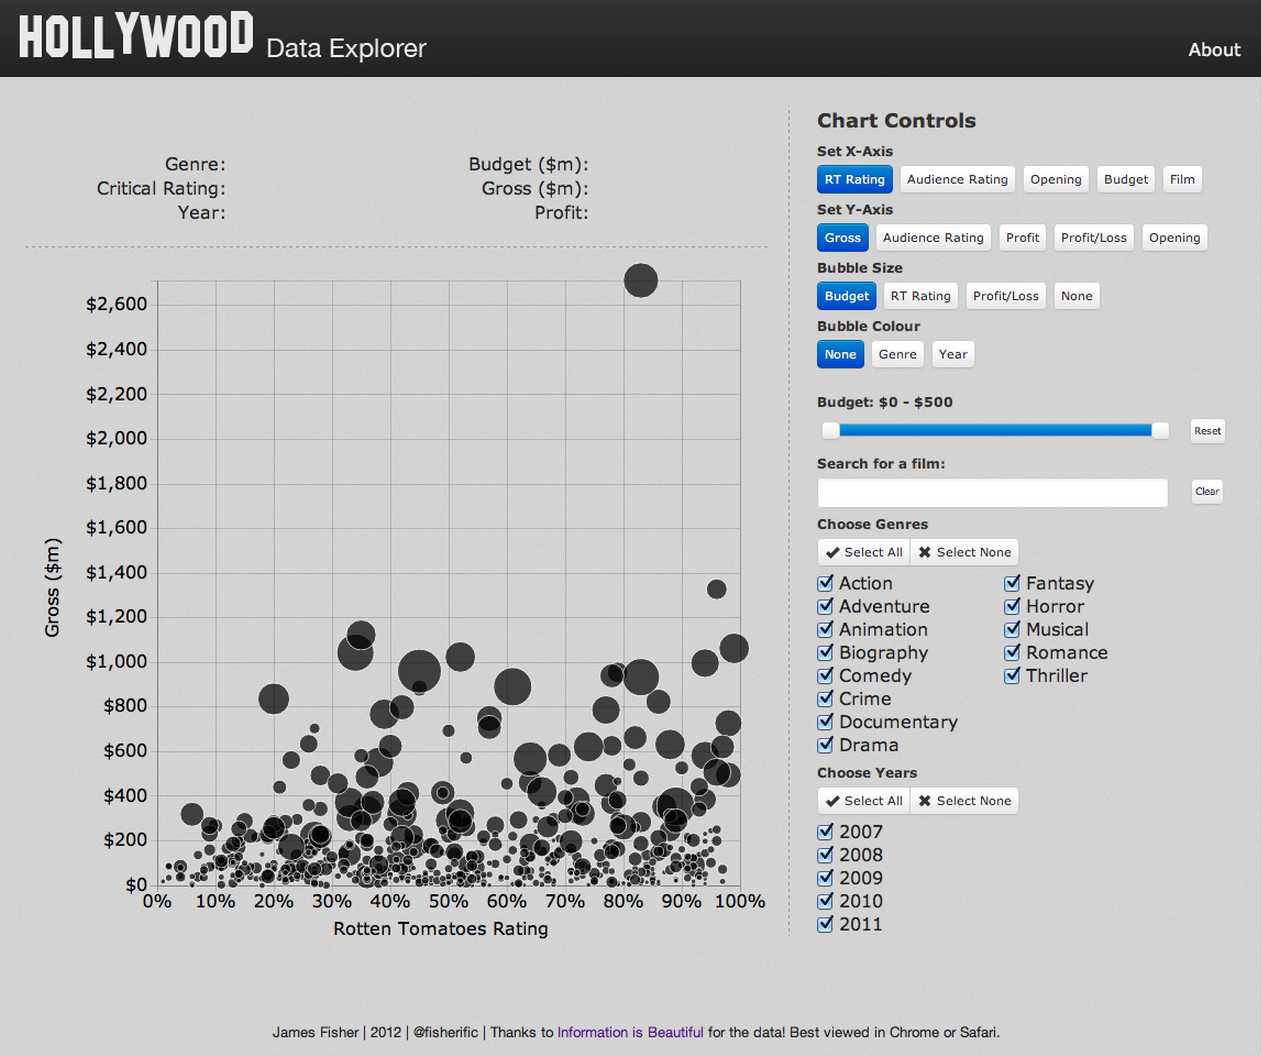 HOLLYWOOD Data Explorer
About
Genre:
Critical Rating:
Year:
Budget ($m):
Gross ($m):
Profit:
$2,600
$2,400
$2,200
$2,000
$1,800
$1,600
$1,400
$1,200
$1,000
$800
$600
$400
$200
$0
Gross ($m)
0% 10% 20% 30% 40% 50% 60% 70% 80% 90% 100%
Rotten Tomatoes Rating
Chart Controls
Set X-Axis
RT Rating Audience Rating Opening Budget Film
Set Y-Axis
Gross Audience Rating Profit Profit/Loss Opening
Bubble Size
Budget RT Rating Profit/Loss None
Bubble Colour
None Genre Year
Budget: $0 - $500
Reset
Search for a film:
Clear
Choose Genres
Select All Select None
Action Fantasy
Adventure Horror
Animation Musical
Biography Romance
Comedy Thriller
Crime
Documentary
Drama
Choose Years
Select All Select None
2007
2008
2009
2010
2011
James Fisher | 2012 | @fisherific | Thanks to Information is Beautiful for the data! Best viewed in Chrome or Safari.